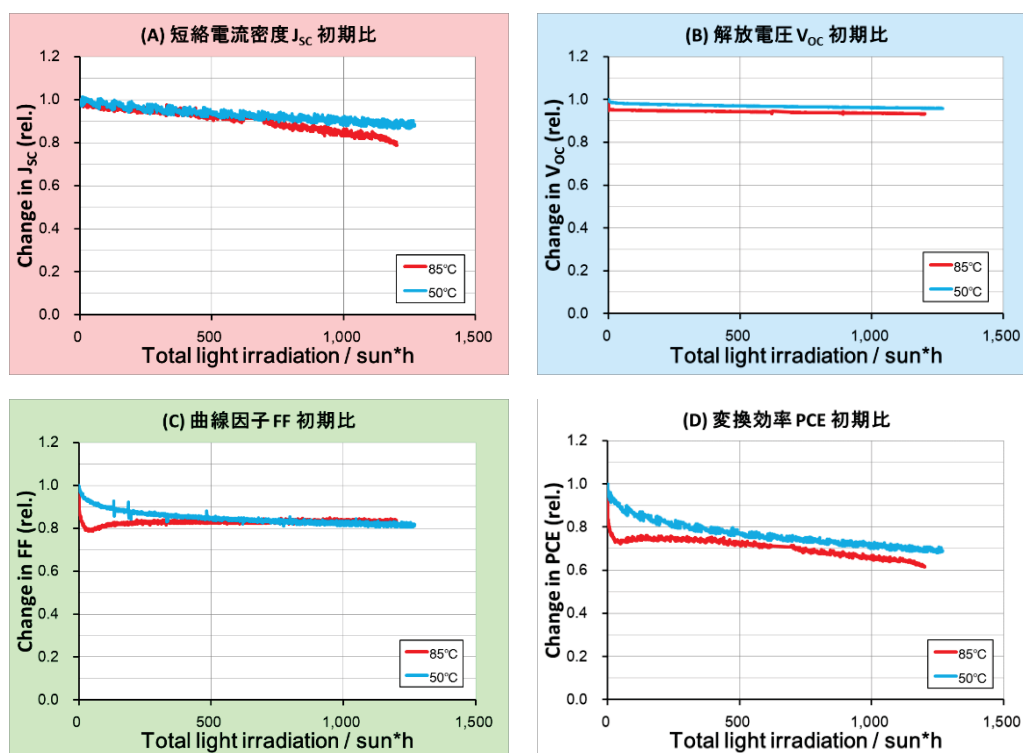 (A) 短絡電流密度 JSC 初期比
1.2
1.0
0.8
0.6
0.4
0.2
0.0
Change in JSC (rel.)
85℃
50℃
0 500 1,000 1,500
Total light irradiation / sun*h
(B) 解放電圧 VOC 初期比
1.2
1.0
0.8
0.6
0.4
0.2
0.0
Change in VOC (rel.)
85℃
50℃
0 500 1,000 1,500
Total light irradiation / sun*h
(C) 曲線因子 FF 初期比
1.2
1.0
0.8
0.6
0.4
0.2
0.0
Change in FF (rel.)
85℃
50℃
0 500 1,000 1,500
Total light irradiation / sun*h
(D) 変換効率 PCE 初期比
1.2
1.0
0.8
0.6
0.4
0.2
0.0
Change in PCE (rel.)
85℃
50℃
0 500 1,000 1,500
Total light irradiation / sun*h